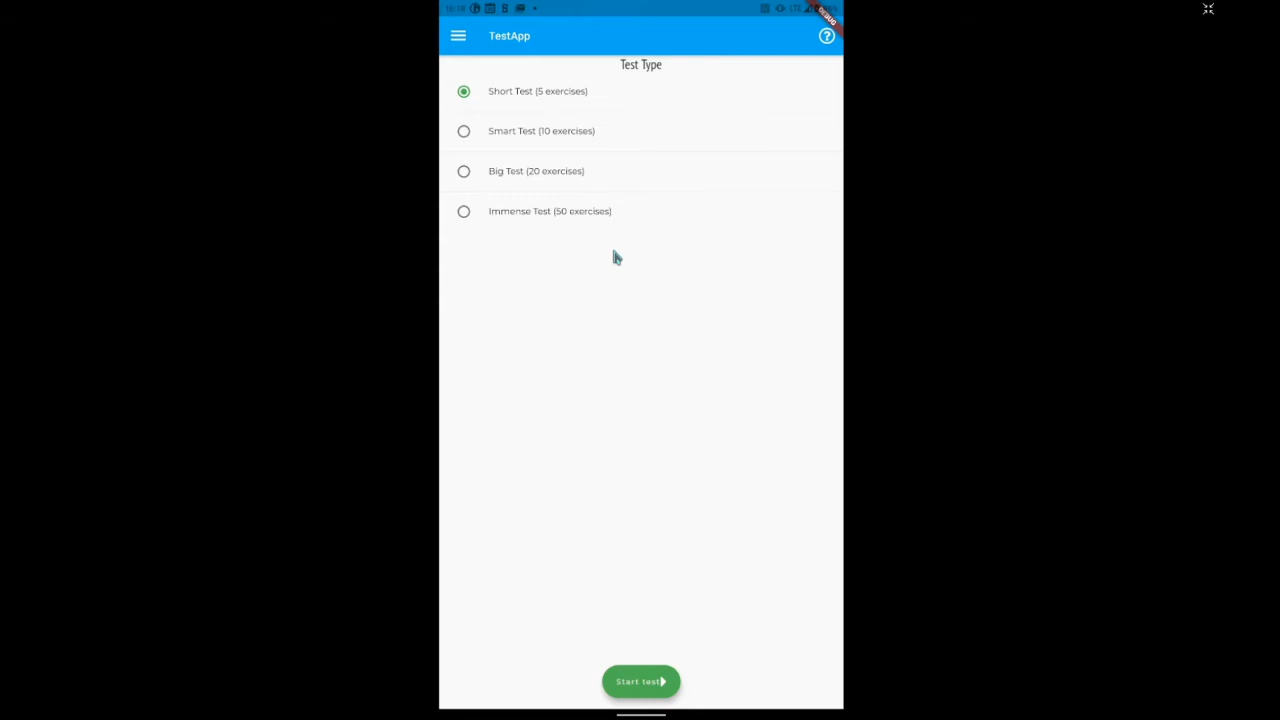 TestApp
DEBUG
Test Type
Short Test (5 exercises)
Smart Test (10 exercises)
Big Test (20 exercises)
Immense Test (50 exercises)
Start test